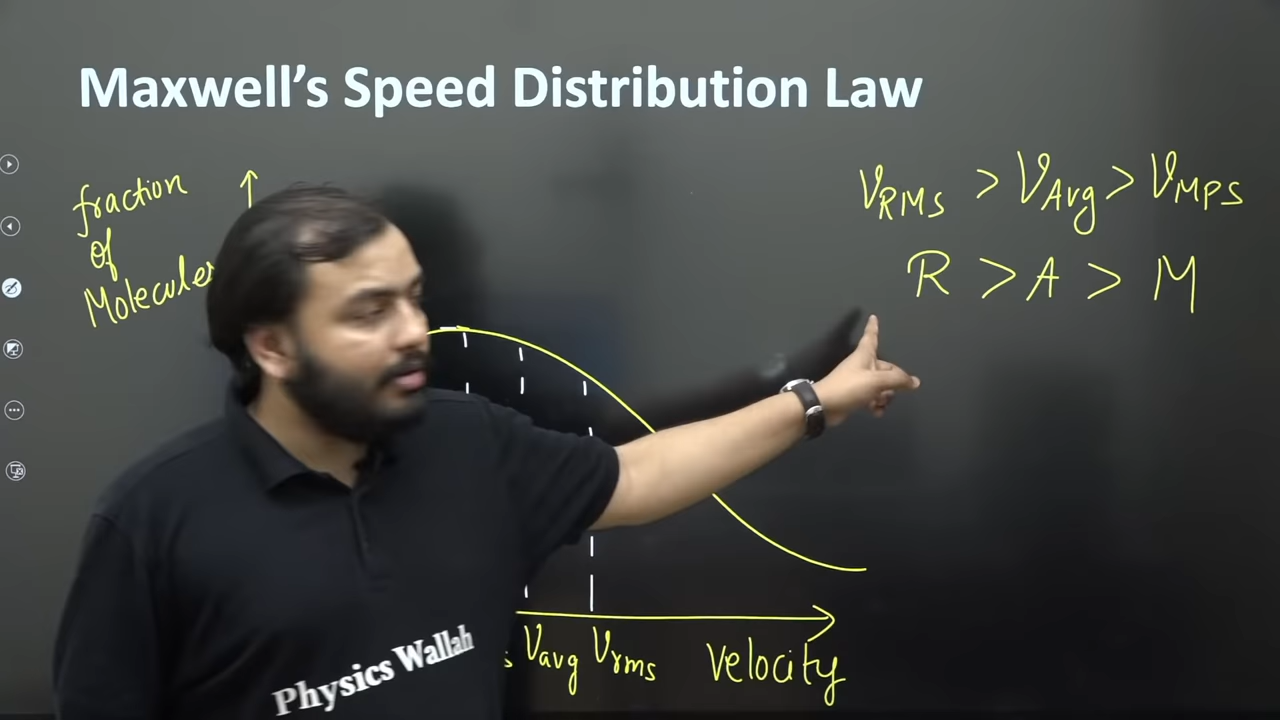 Maxwell's Speed Distribution Law
fraction
of
Molecules
VRMS > VAvg > VMPS
R > A > M
Vavg Vrms Velocity
Physics Wallah